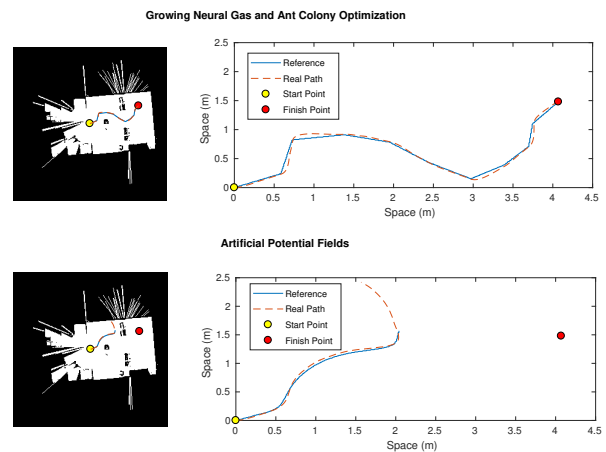 Growing Neural Gas and Ant Colony Optimization
2.5
2
1.5
1
0.5
0
Space (m)
Reference
Real Path
Start Point
Finish Point
0 0.5 1 1.5 2 2.5 3 3.5 4 4.5
Space (m)
Artificial Potential Fields
2.5
2
1.5
1
0.5
0
Space (m)
Reference
Real Path
Start Point
Finish Point
0 0.5 1 1.5 2 2.5 3 3.5 4 4.5
Space (m)